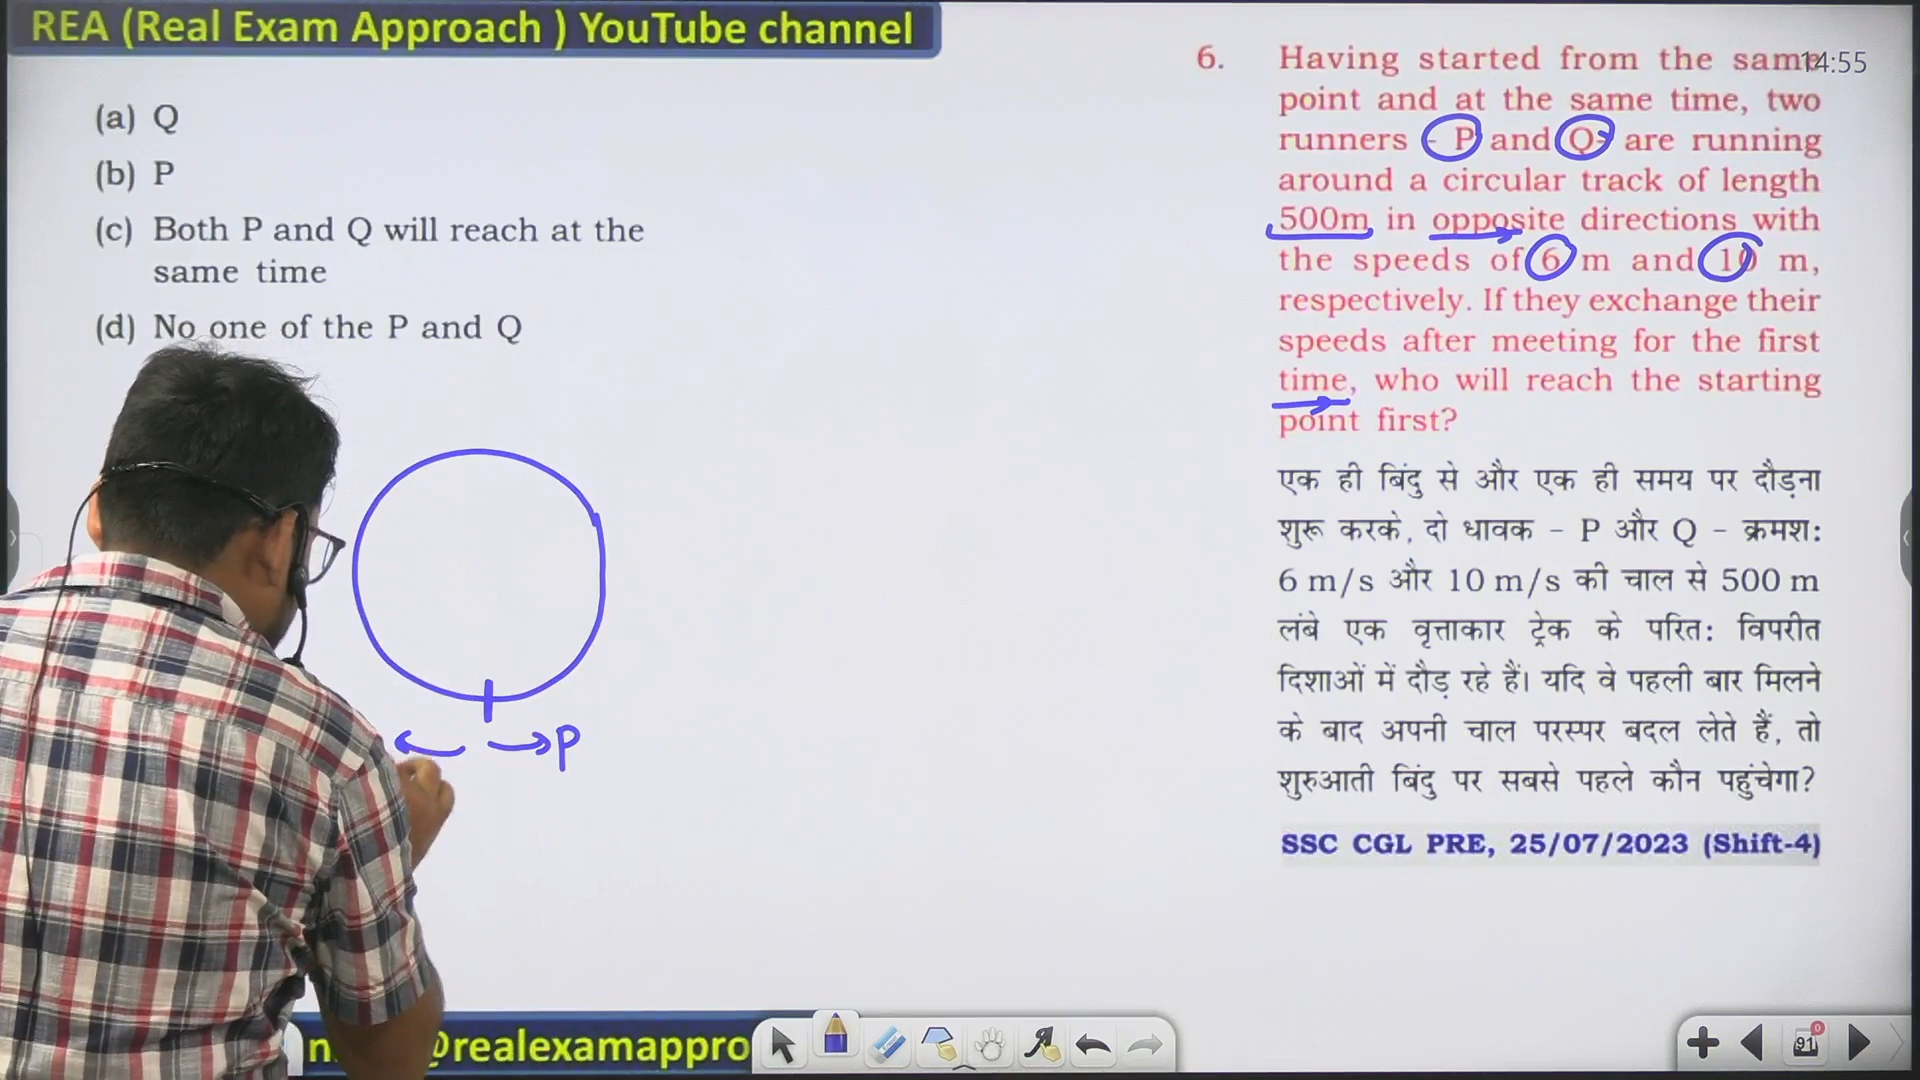 REA (Real Exam Approach ) YouTube channel
(a) Q
(b) P
(c) Both P and Q will reach at the
same time
(d) No one of the P and Q
P
6. Having started from the same
14:55
point and at the same time, two
runners - P and Q- are running
around a circular track of length
500m in opposite directions with
the speeds of 6 m and 10 m,
respectively. If they exchange their
speeds after meeting for the first
time, who will reach the starting
point first?
एक ही बिंदु से और एक ही समय पर दौड़ना
शुरू करके, दो धावक - P और Q - क्रमश:
6 m/s और 10 m/s की चाल से 500 m
लंबे एक वृत्ताकार ट्रेक के परित: विपरीत
दिशाओं में दौड़ रहे हैं। यदि वे पहली बार मिलने
के बाद अपनी चाल परस्पर बदल लेते हैं, तो
शुरुआती बिंदु पर सबसे पहले कौन पहुंचेगा?
SSC CGL PRE, 25/07/2023 (Shift-4)
@realexamappro
91
0